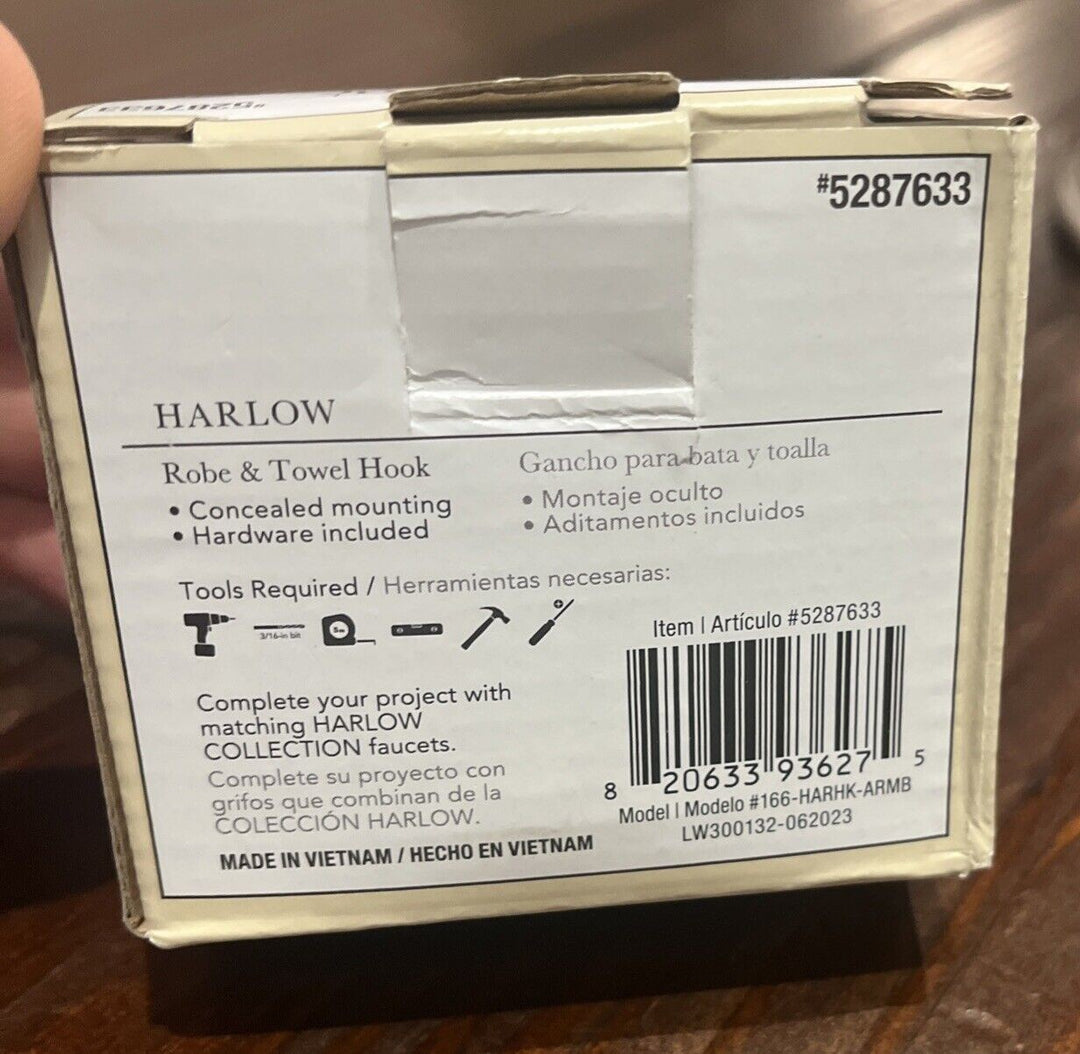 #5287633
HARLOW
Robe & Towel Hook
• Concealed mounting
• Hardware included
Gancho para bata y toalla
• Montaje oculto
• Aditamentos incluidos
Tools Required / Herramientas necesarias:
3/16-in bit
5m
Complete your project with
matching HARLOW
COLLECTION faucets.
Complete su proyecto con
grifos que combinan de la
COLECCIÓN HARLOW.
MADE IN VIETNAM / HECHO EN VIETNAM
Item | Artículo #5287633
8 20633 93627 5
Model | Modelo #166-HARHK-ARMB
LW300132-062023